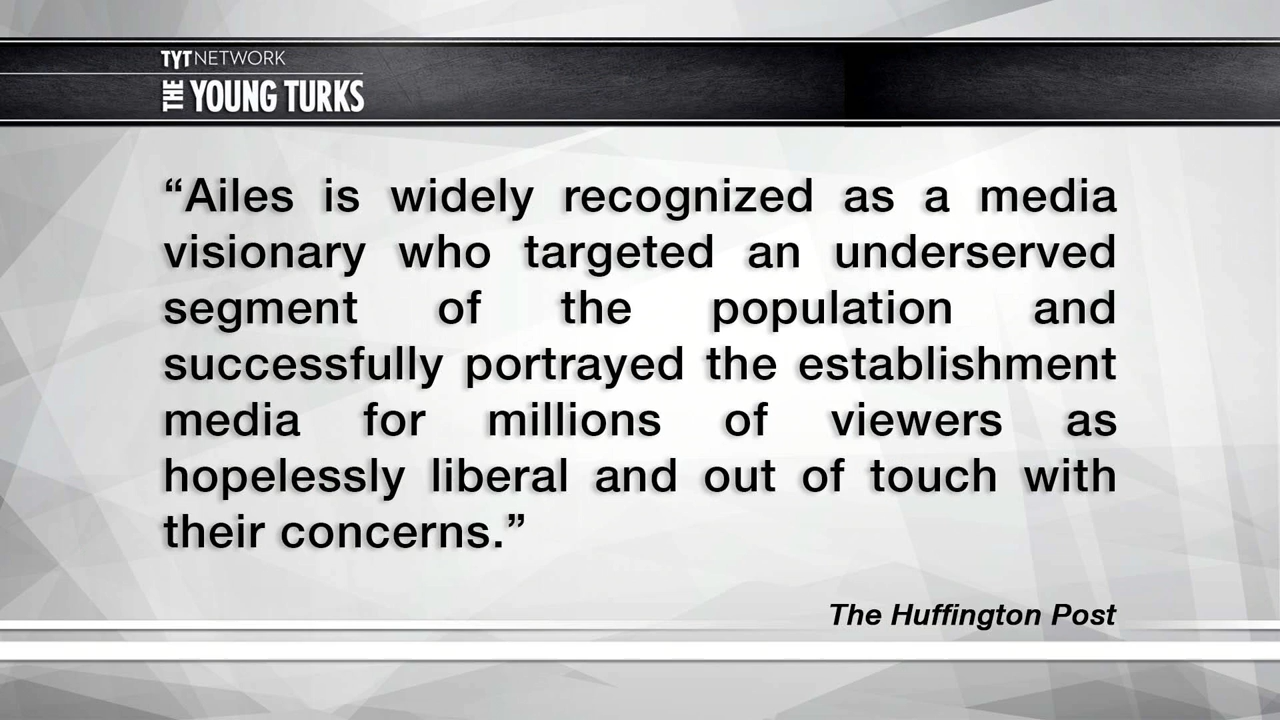 TYT NETWORK
THE YOUNG TURKS
“Ailes is widely recognized as a media
visionary who targeted an underserved
segment of the population and
successfully portrayed the establishment
media for millions of viewers as
hopelessly liberal and out of touch with
their concerns.”
The Huffington Post